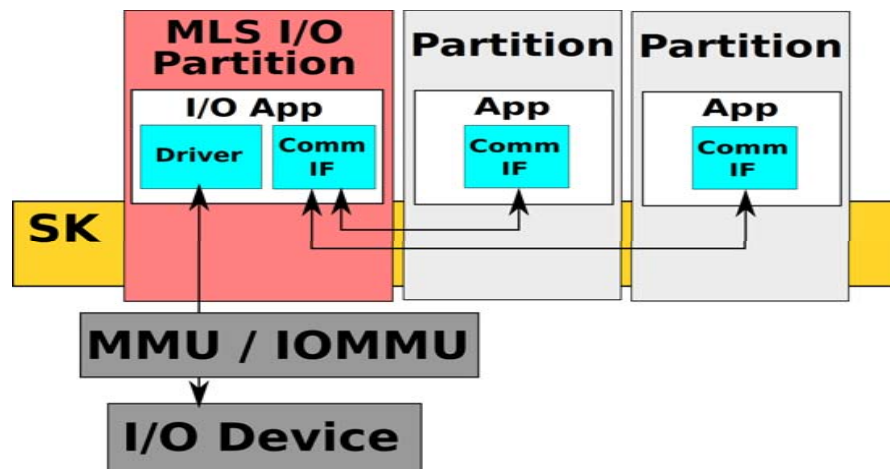 MLS I/O
Partition
I/O App
Driver
Comm
IF
Partition
App
Comm
IF
Partition
App
Comm
IF
SK
MMU / IOMMU
I/O Device